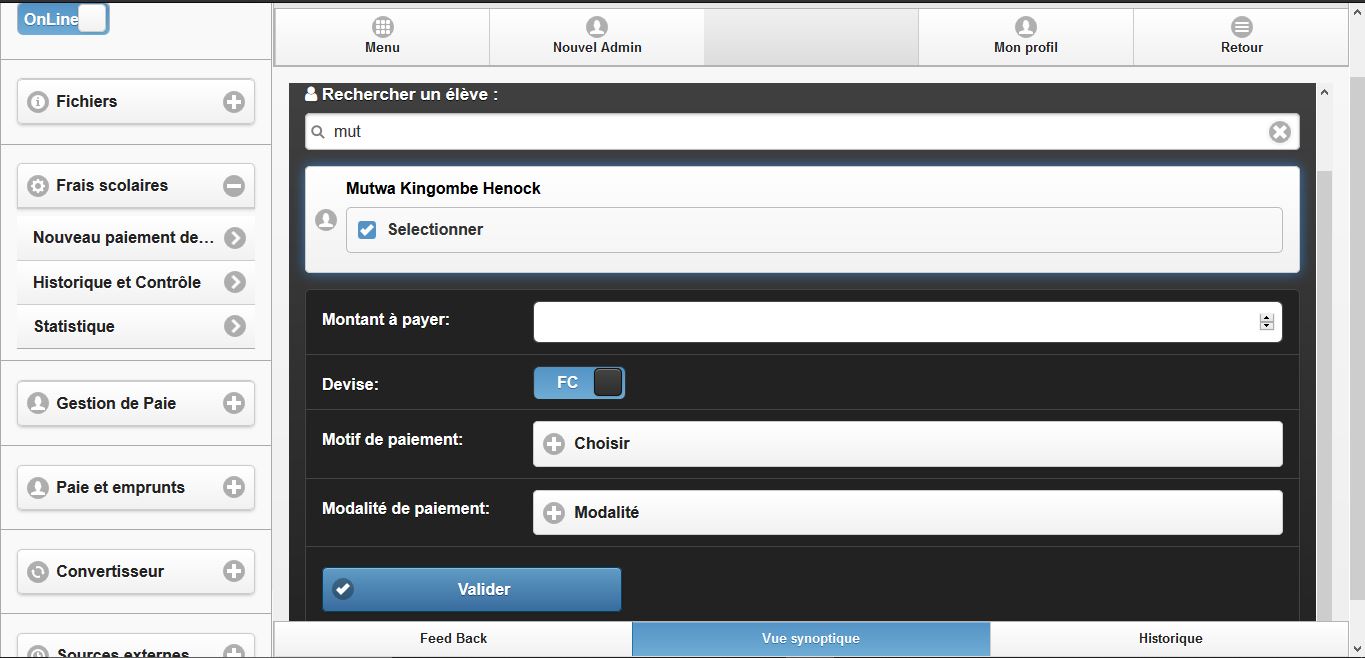 OnLine
Menu
Nouvel Admin
Mon profil
Retour
Fichiers
Frais scolaires
Nouveau paiement de...
Historique et Contrôle
Statistique
Gestion de Paie
Paie et emprunts
Convertisseur
Sources externes
Rechercher un élève :
mut
Mutwa Kingombe Henock
Selectionner
Montant à payer:
Devise:
FC
Motif de paiement:
Choisir
Modalité de paiement:
Modalité
Valider
Feed Back
Vue synoptique
Historique